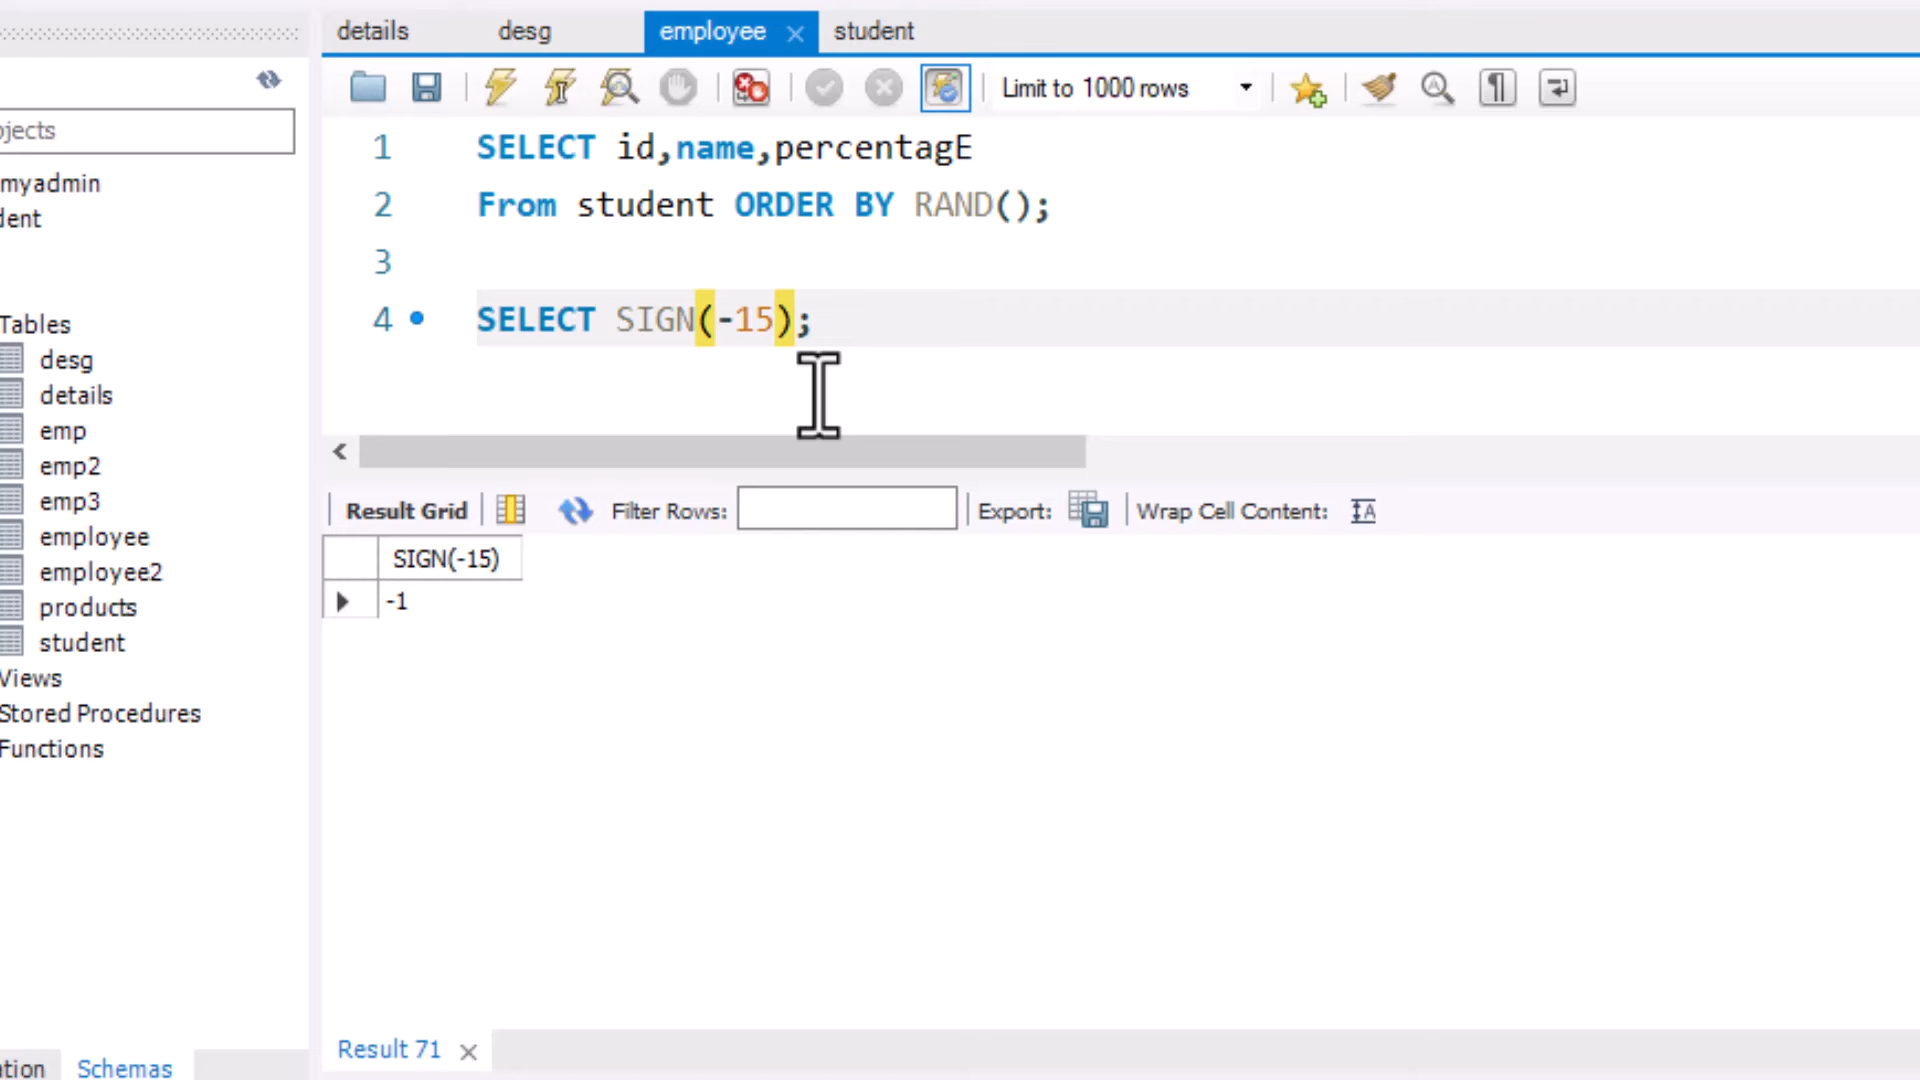 details desg employee student
Limit to 1000 rows
jects
myadmin
dent
Tables
desg
details
emp
emp2
emp3
employee
employee2
products
student
Views
Stored Procedures
Functions
1 SELECT id,name,percentagE
2 From student ORDER BY RAND();
3
4 SELECT SIGN(-15);
Result Grid Filter Rows: Export: Wrap Cell Content:
SIGN(-15)
-1
Result 71
ation Schemas